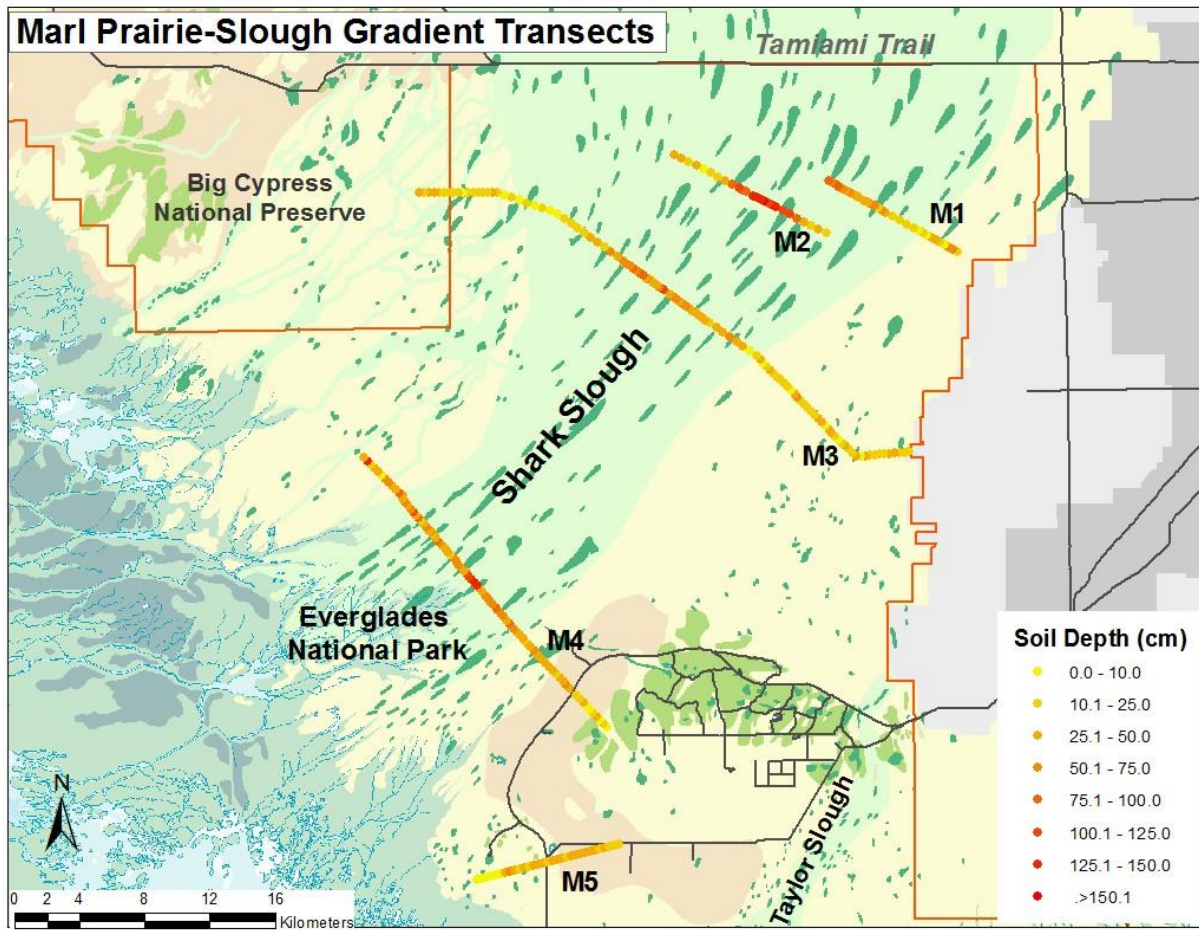 Marl Prairie-Slough Gradient Transects
Tamiami Trail
Big Cypress
National Preserve
M1
M2
Shark Slough
M3
Everglades
National Park
M4
Soil Depth (cm)
0.0 - 10.0
10.1 - 25.0
25.1 - 50.0
50.1 - 75.0
75.1 - 100.0
100.1 - 125.0
125.1 - 150.0
.>150.1
N
Taylor Slough
M5
0 2 4 8 12 16
Kilometers